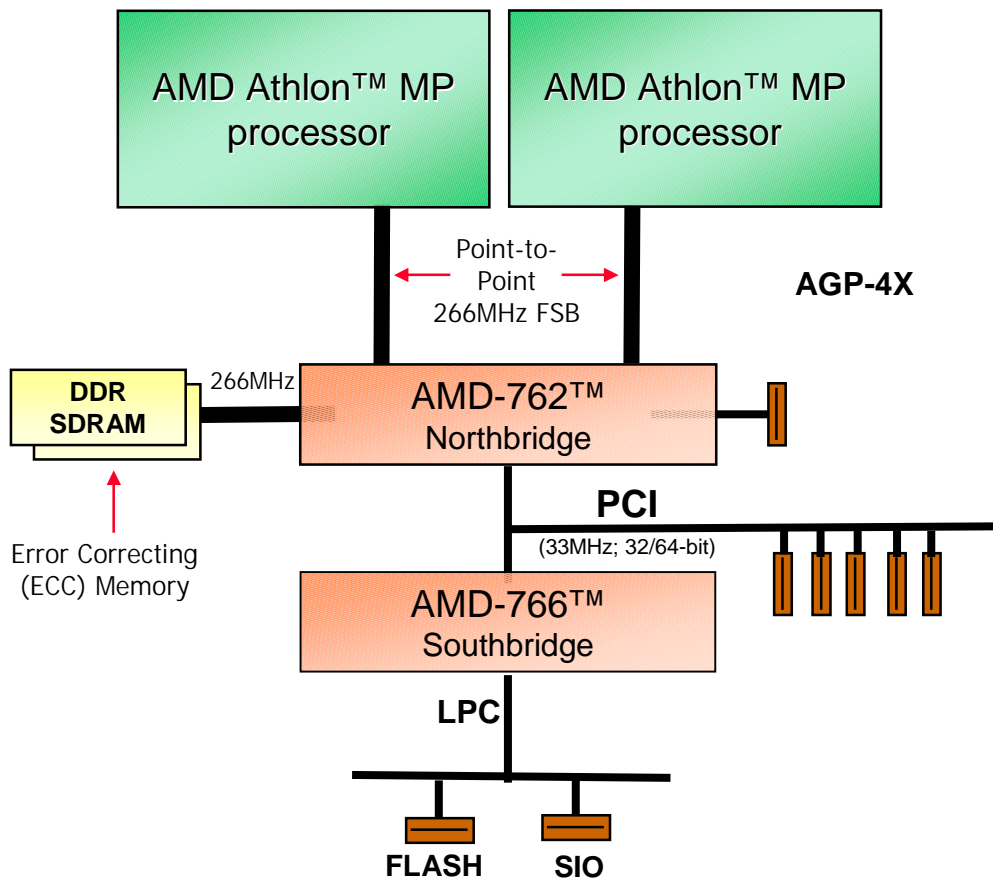 AMD Athlon™ MP
processor
AMD Athlon™ MP
processor
Point-to-
Point
266MHz FSB
AGP-4X
DDR
SDRAM
266MHz
AMD-762™
Northbridge
Error Correcting
(ECC) Memory
PCI
(33MHz; 32/64-bit)
AMD-766™
Southbridge
LPC
FLASH
SIO